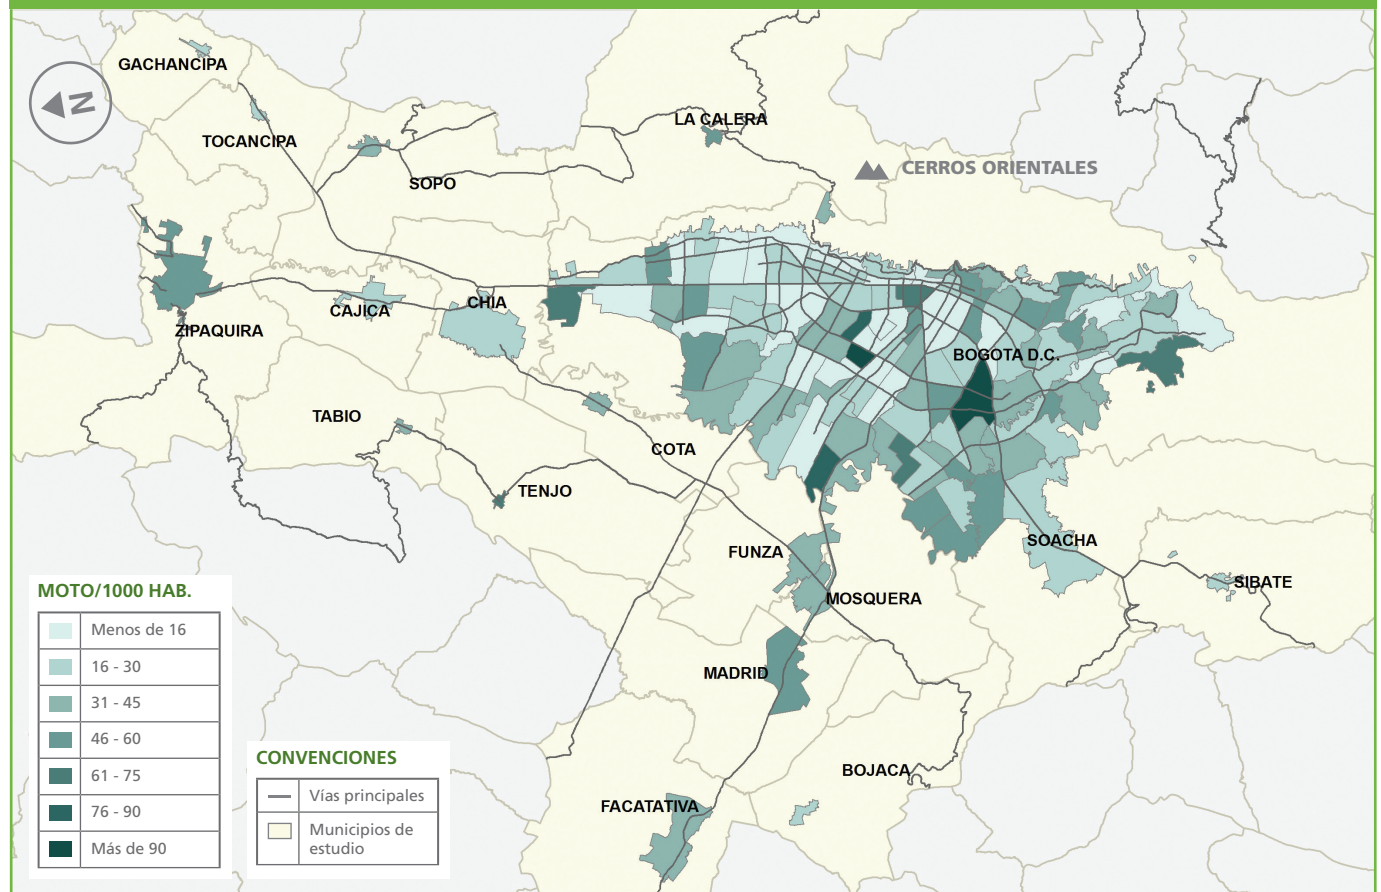 GACHANCIPA
N
TOCANCIPA
LA CALERA
SOPO
CERROS ORIENTALES
CHIA
CAJICA
ZIPAQUIRA
BOGOTA D.C.
TABIO
COTA
TENJO
FUNZA
SOACHA
SIBATE
MOSQUERA
MADRID
BOJACA
FACATATIVA
MOTO/1000 HAB.
Menos de 16
16 - 30
31 - 45
46 - 60
61 - 75
76 - 90
Más de 90
CONVENCIONES
Vías principales
Municipios de
estudio